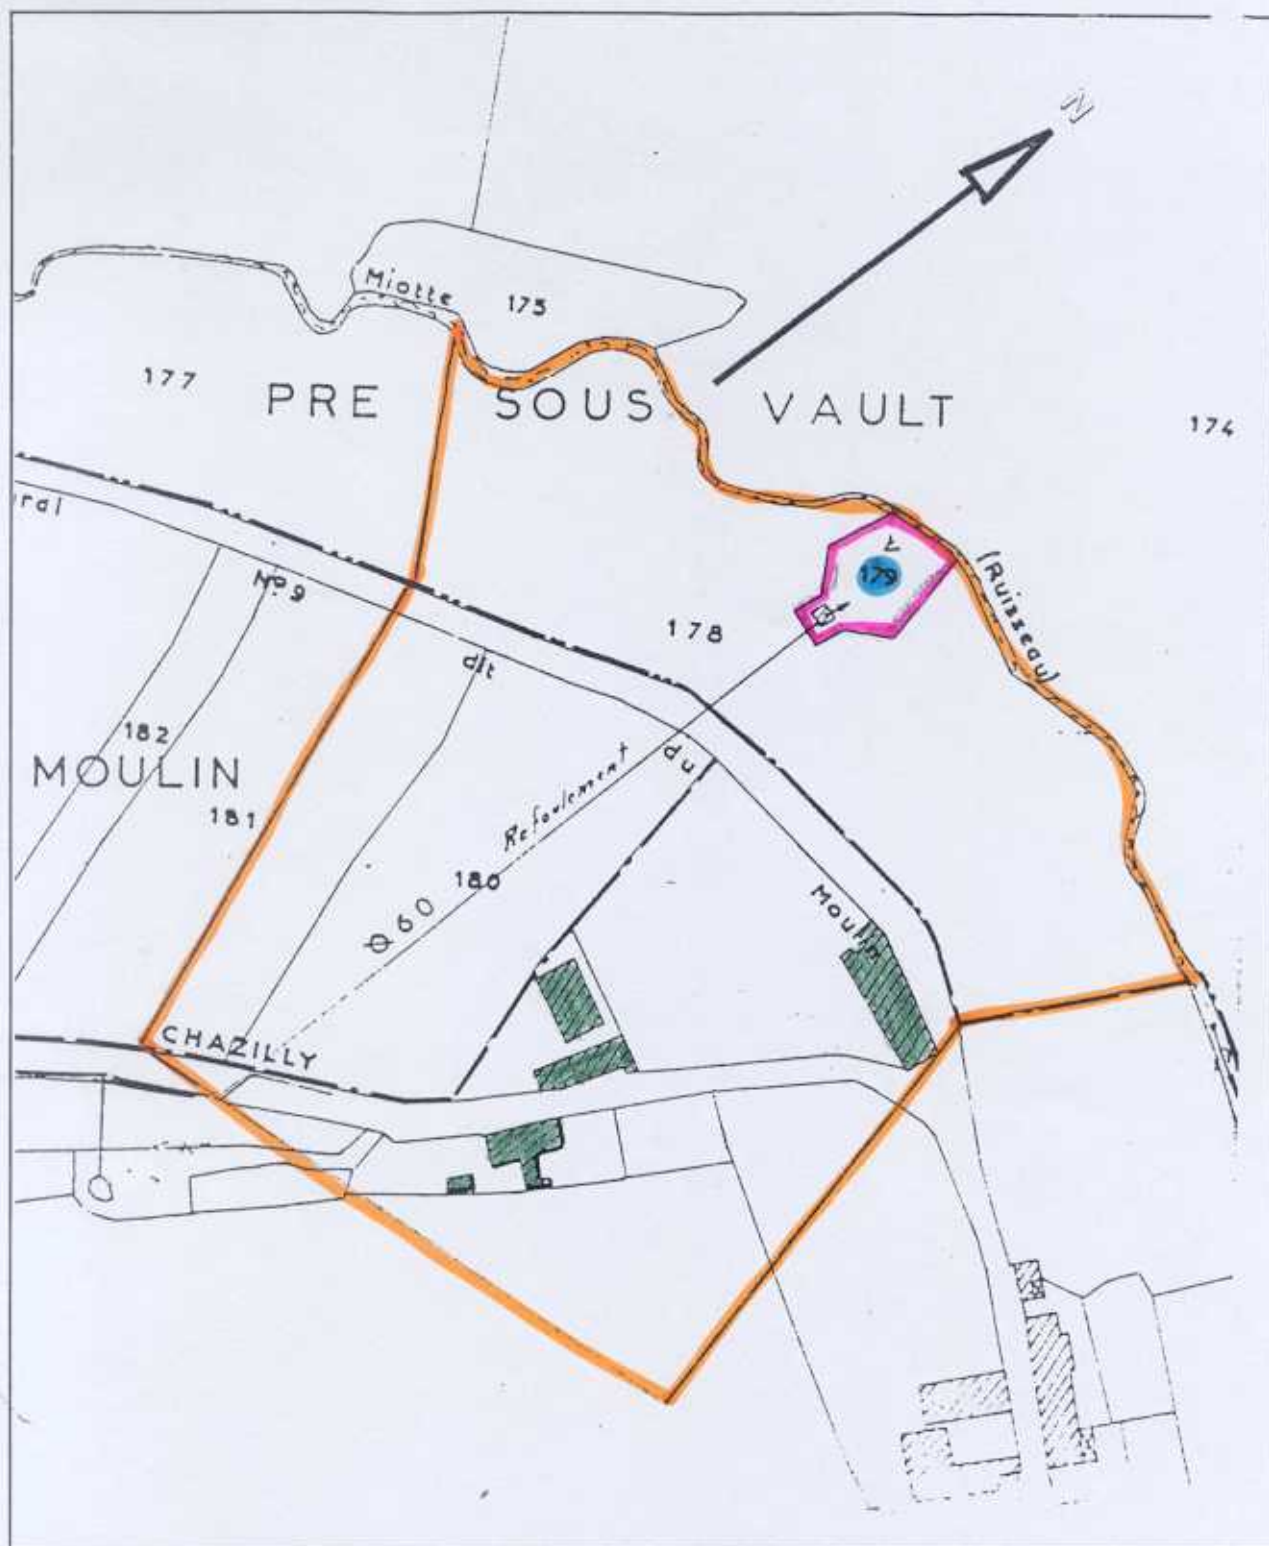 N
Miotte
175
177
PRE SOUS VAULT
174
ral
N° 9
179
(Ruisseau)
178
dit
182
MOULIN
du
181
Refoulement
180
Ø 60
Moulin
CHAZILLY